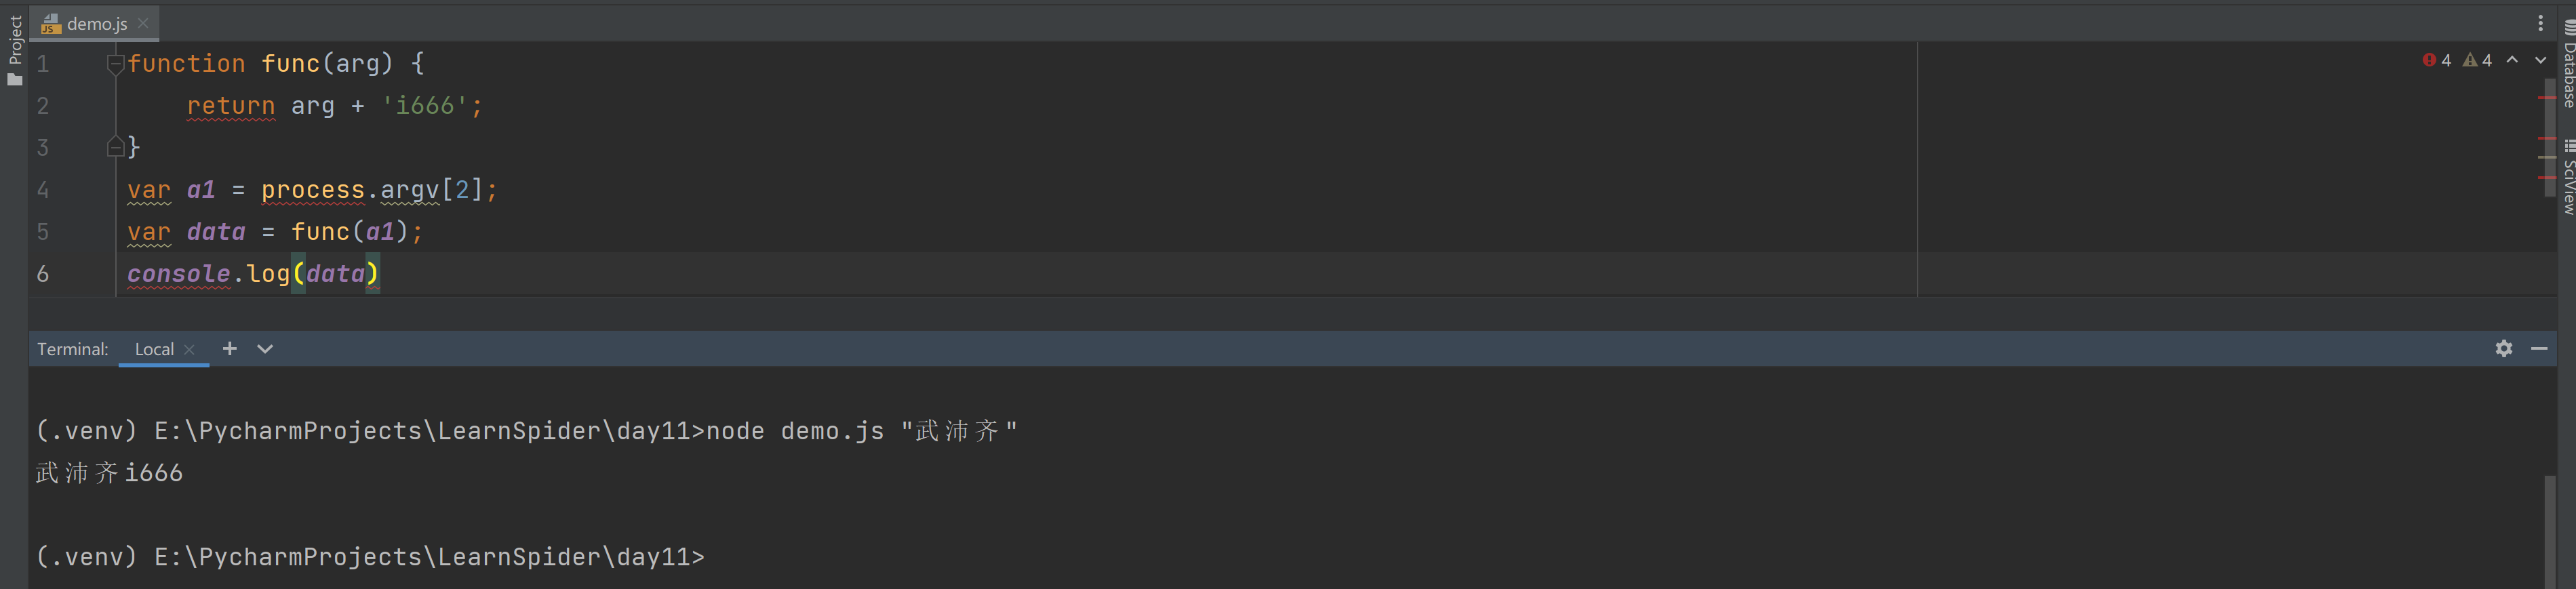 Project
demo.js
4 4
1 function func(arg) {
2 return arg + 'i666';
3 }
4 var a1 = process.argv[2];
5 var data = func(a1);
6 console.log(data)
Database
SciView
Terminal: Local
(.venv) E:\PycharmProjects\LearnSpider\day11>node demo.js "武沛齐"
武沛齐i666
(.venv) E:\PycharmProjects\LearnSpider\day11>